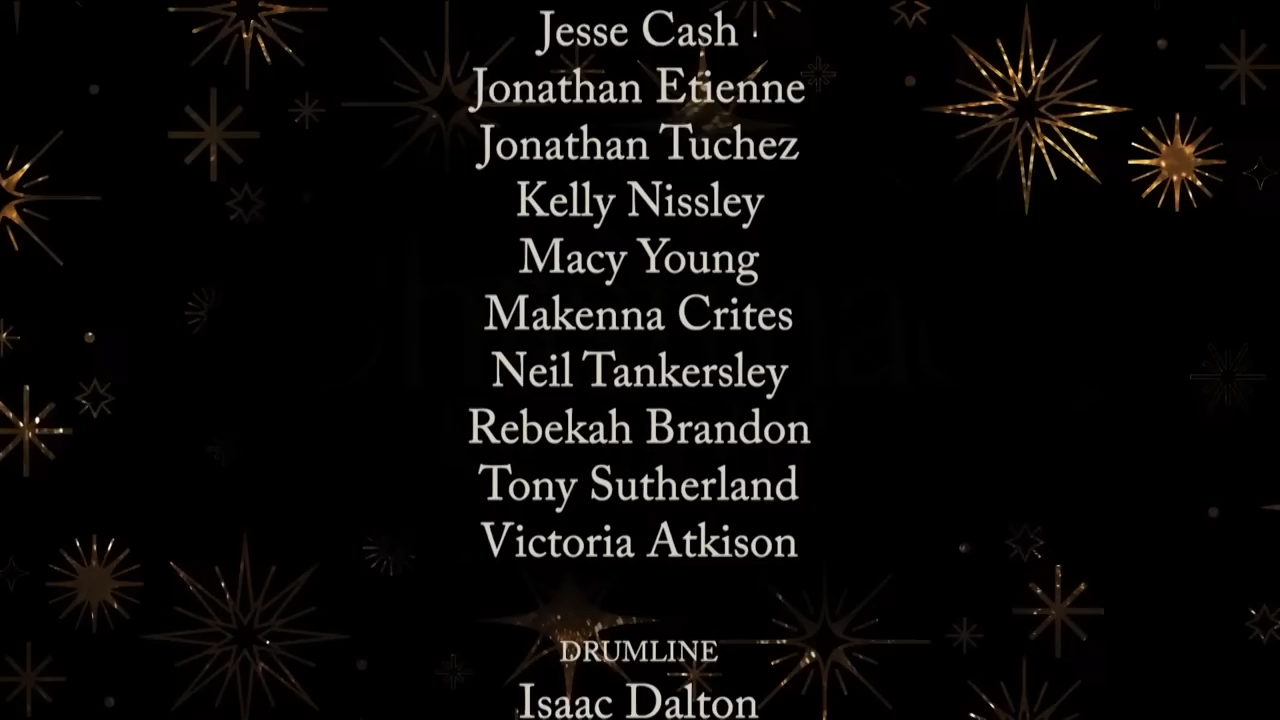 Jesse Cash
Jonathan Etienne
Jonathan Tuchez
Kelly Nissley
Macy Young
Makenna Crites
Neil Tankersley
Rebekah Brandon
Tony Sutherland
Victoria Atkison
DRUMLINE
Isaac Dalton